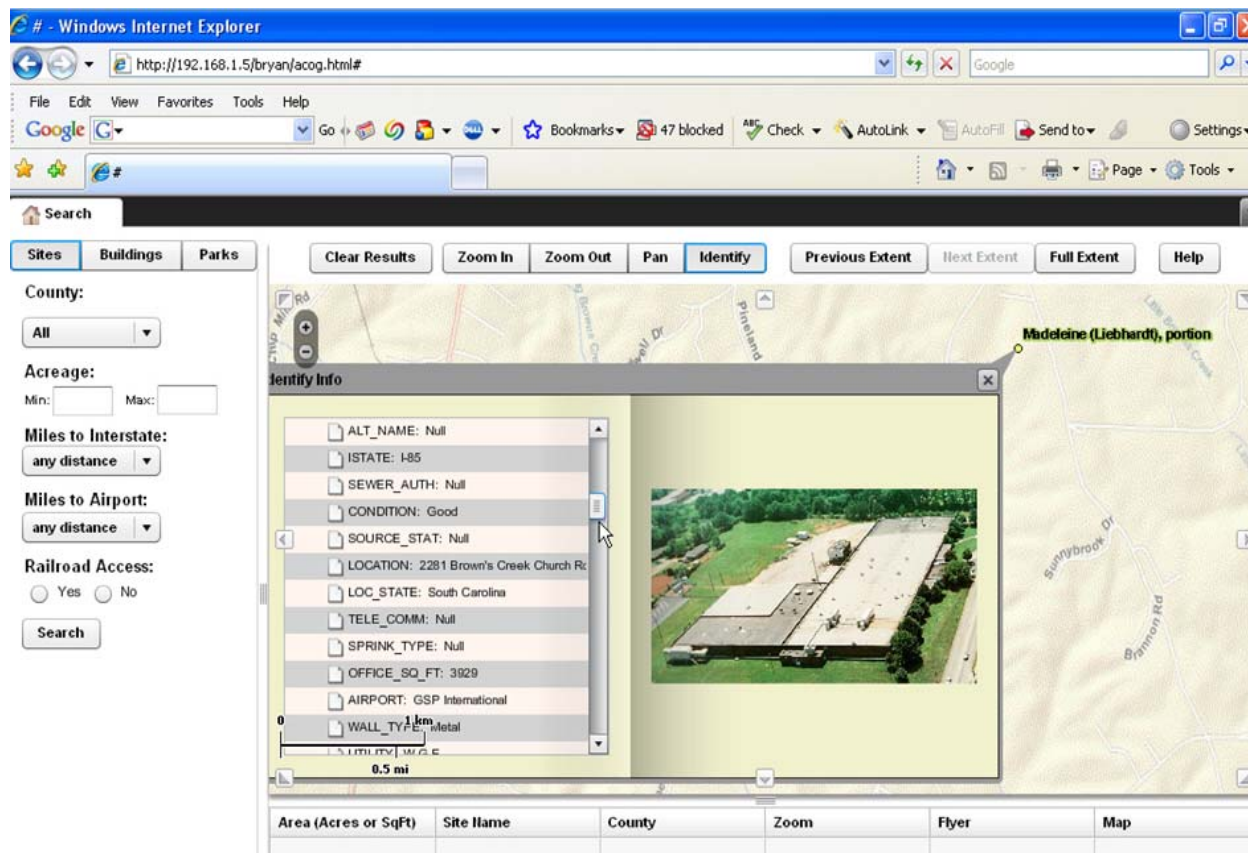 # - Windows Internet Explorer
http://192.168.1.5/bryan/acog.html#
Google
File Edit View Favorites Tools Help
Google G Go Bookmarks 47 blocked ABC Check AutoLink AutoFill Send to Settings
#
Page Tools
Search
Sites Buildings Parks
Clear Results Zoom In Zoom Out Pan Identify Previous Extent Next Extent Full Extent Help
County:
All
Acreage:
Min: Max:
Miles to Interstate:
any distance
Miles to Airport:
any distance
Railroad Access:
Yes No
Search
Rd
Dr
Pineland
Madeleine (Liebhardt), portion
Identify Info
ALT_NAME: Null
ISTATE: I-85
SEWER_AUTH: Null
CONDITION: Good
SOURCE_STAT: Null
LOCATION: 2281 Brown's Creek Church Rd
LOC_STATE: South Carolina
TELE_COMM: Null
SPRINK_TYPE: Null
OFFICE_SQ_FT: 3929
AIRPORT: GSP International
WALL_TYPE: Metal
0 1 km
0.5 mi
Sunnybrook Dr
Brannon Rd
Area (Acres or SqFt) Site Name County Zoom Flyer Map